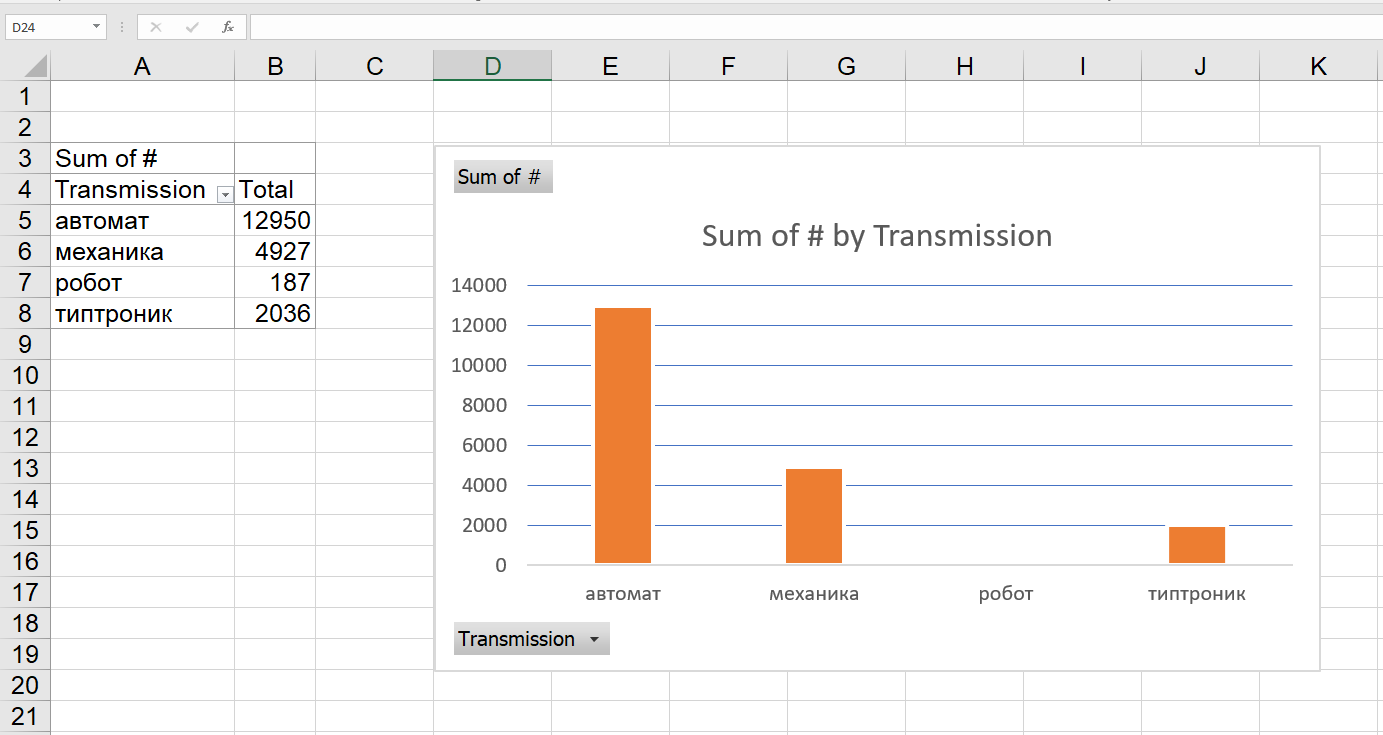 D24
fx
A B C D E F G H I J K
1
2
3 Sum of #
4 Transmission Total
5 автомат 12950
6 механика 4927
7 робот 187
8 типтроник 2036
9
10
11
12
13
14
15
16
17
18
19
20
21
Sum of #
Sum of # by Transmission
14000
12000
10000
8000
6000
4000
2000
0
автомат механика робот типтроник
Transmission